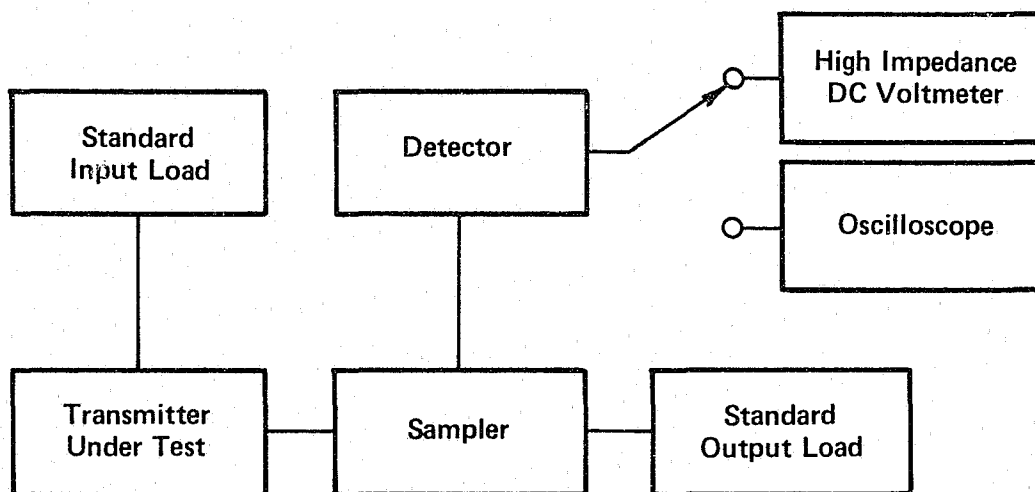 High Impedance
DC Voltmeter
Standard
Input Load
Detector
Oscilloscope
Transmitter
Under Test
Sampler
Standard
Output Load